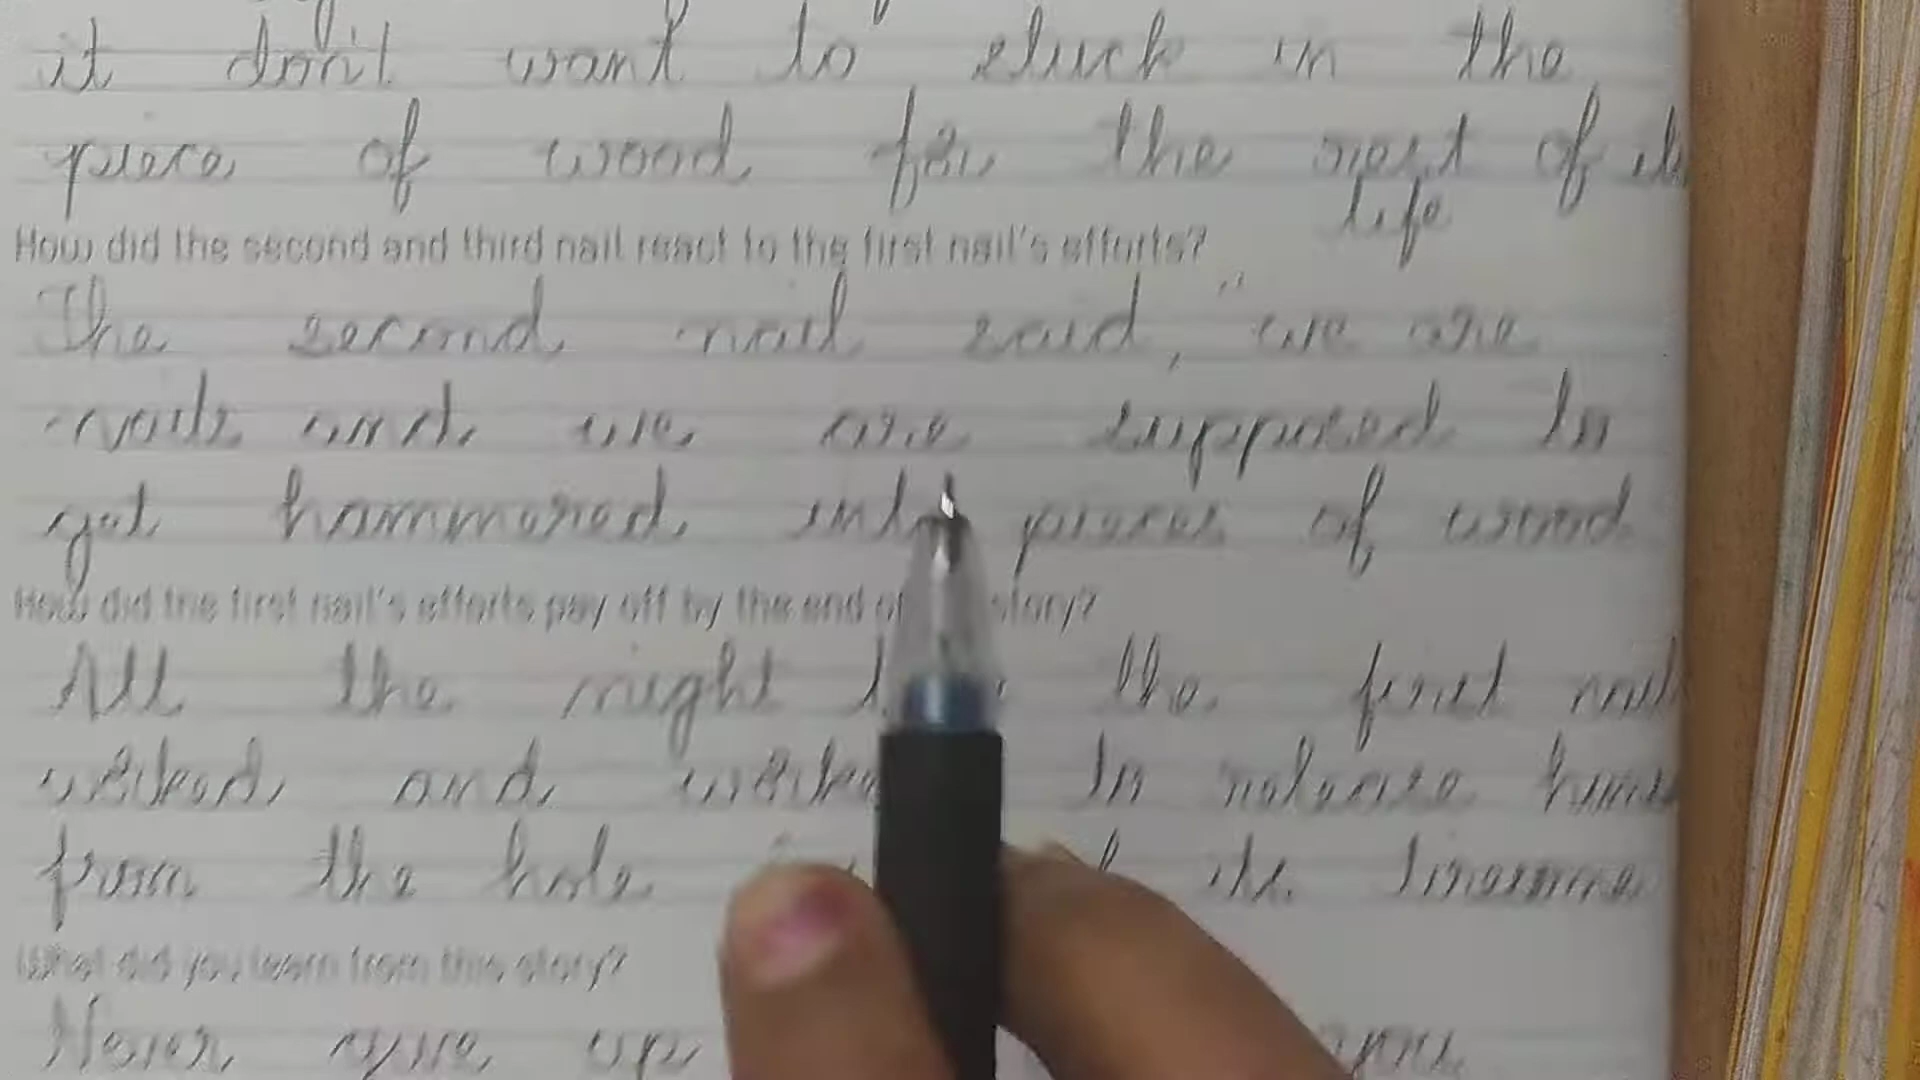 it don't want to stuck in the
piece of wood for the rest of
life
How did the second and third nail react to the first nail's efforts?
The second nail said, "we are
nails and we are supposed to
get hammered into pieces of wood
How did the first nail's efforts pay off by the end of story?
All the night the first nail
worked and to release
from the hole its
What did you learn from this story?
Never give up you